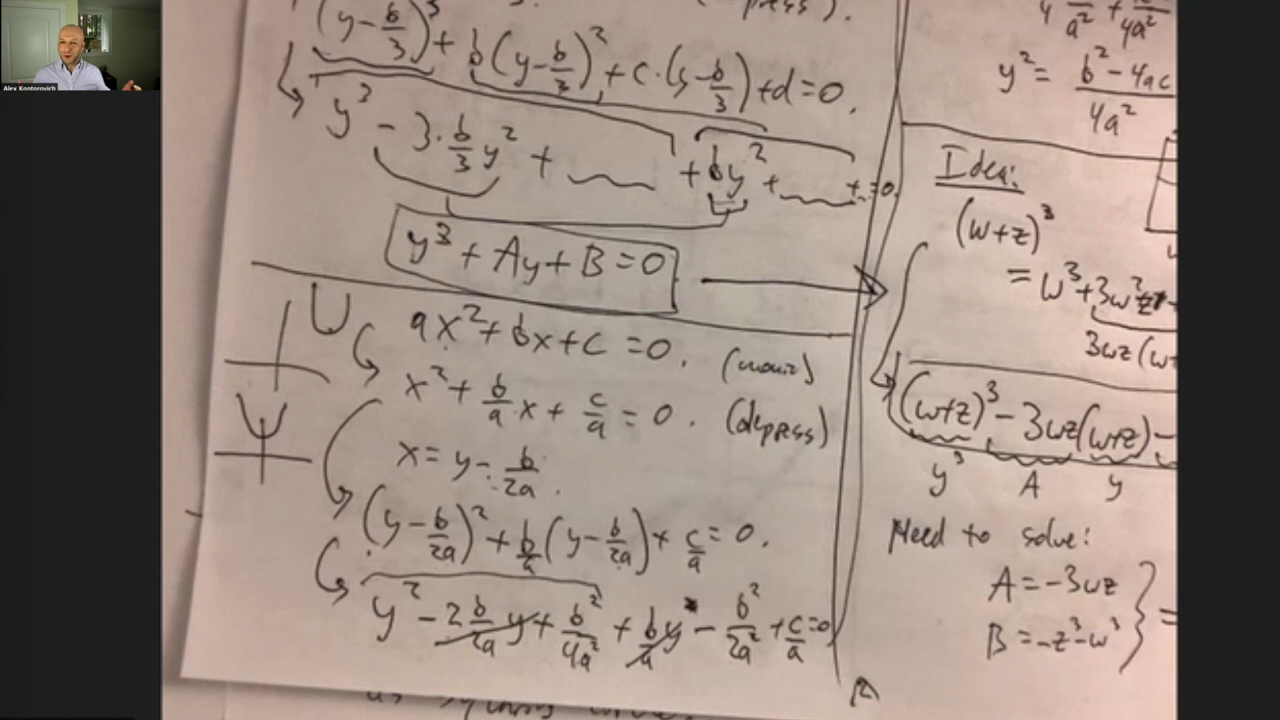 Alex Kontorovich
(y-b/3)³ + b(y-b/3)² + c·(y-b/3) + d = 0.
y³ - 3·b/3 y² + + by² + + = 0.
y³ + Ay + B = 0
ax² + bx + c = 0. (monic)
x² + b/a x + c/a = 0. (depress)
x = y - b/2a.
(y - b/2a)² + b/a (y - b/2a) + c/a = 0.
y² - 2 b/2a y + b²/4a² + b/a y - b²/2a² + c/a = 0
y² = b² - 4ac / 4a²
Idea:
(w+z)³
= w³ + 3w²z
3wz(w
(w+z)³ - 3wz(w+z) -
y³ A y
Need to solve:
A = -3wz
B = -z³ - w³
=